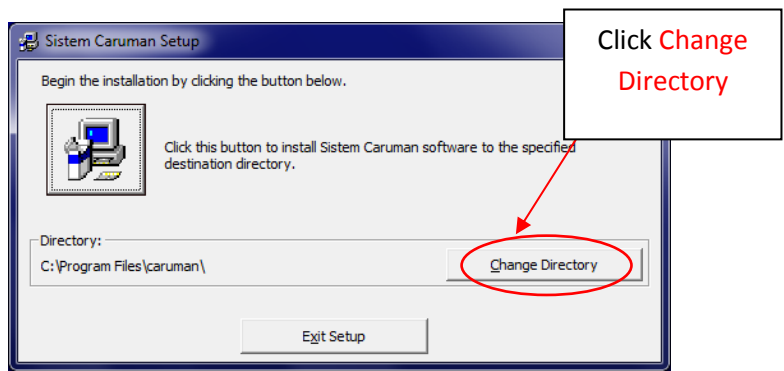 Sistem Caruman Setup
Click Change
Directory
Begin the installation by clicking the button below.
Click this button to install Sistem Caruman software to the specified
destination directory.
Directory:
C:\Program Files\caruman\
Change Directory
Exit Setup